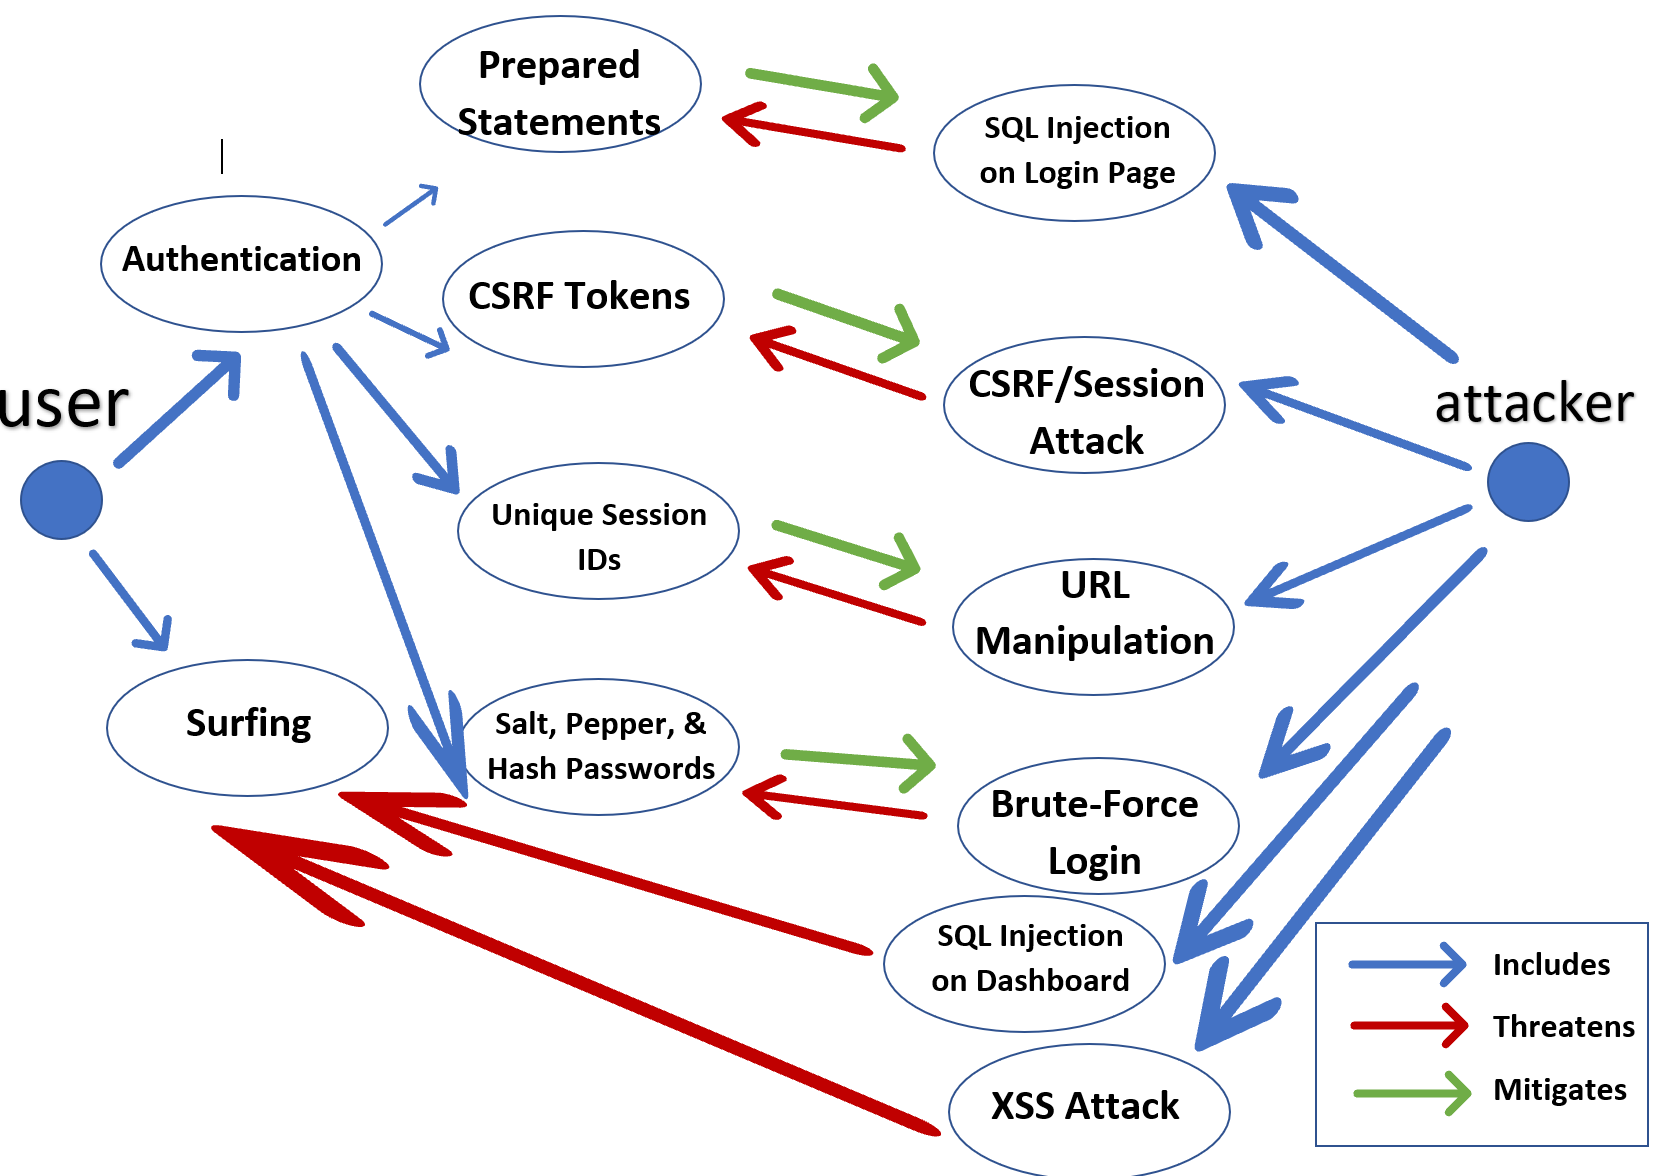 Prepared
Statements
SQL Injection
on Login Page
Authentication
CSRF Tokens
user
CSRF/Session
Attack
attacker
Unique Session
IDs
URL
Manipulation
Surfing
Salt, Pepper, &
Hash Passwords
Brute-Force
Login
SQL Injection
on Dashboard
XSS Attack
Includes
Threatens
Mitigates